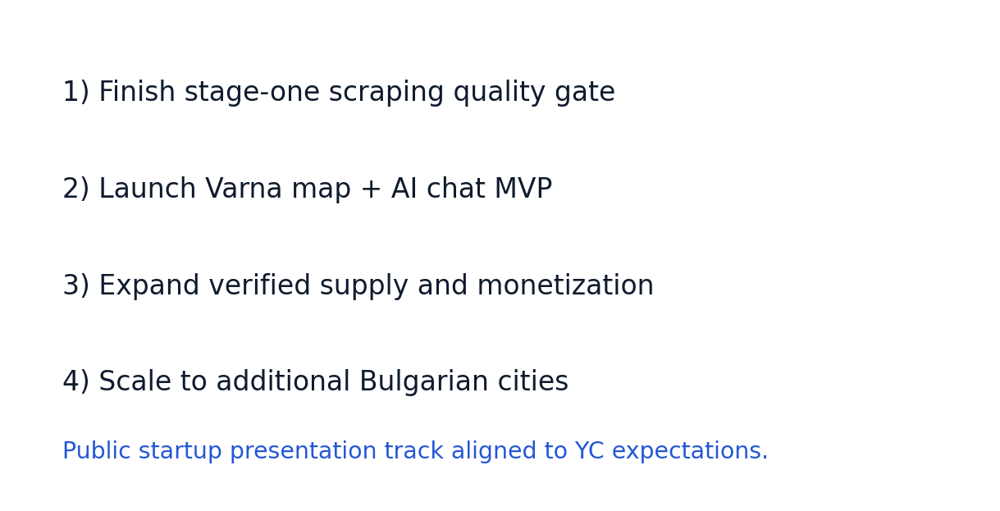 1) Finish stage-one scraping quality gate
2) Launch Varna map + AI chat MVP
3) Expand verified supply and monetization
4) Scale to additional Bulgarian cities
Public startup presentation track aligned to YC expectations.